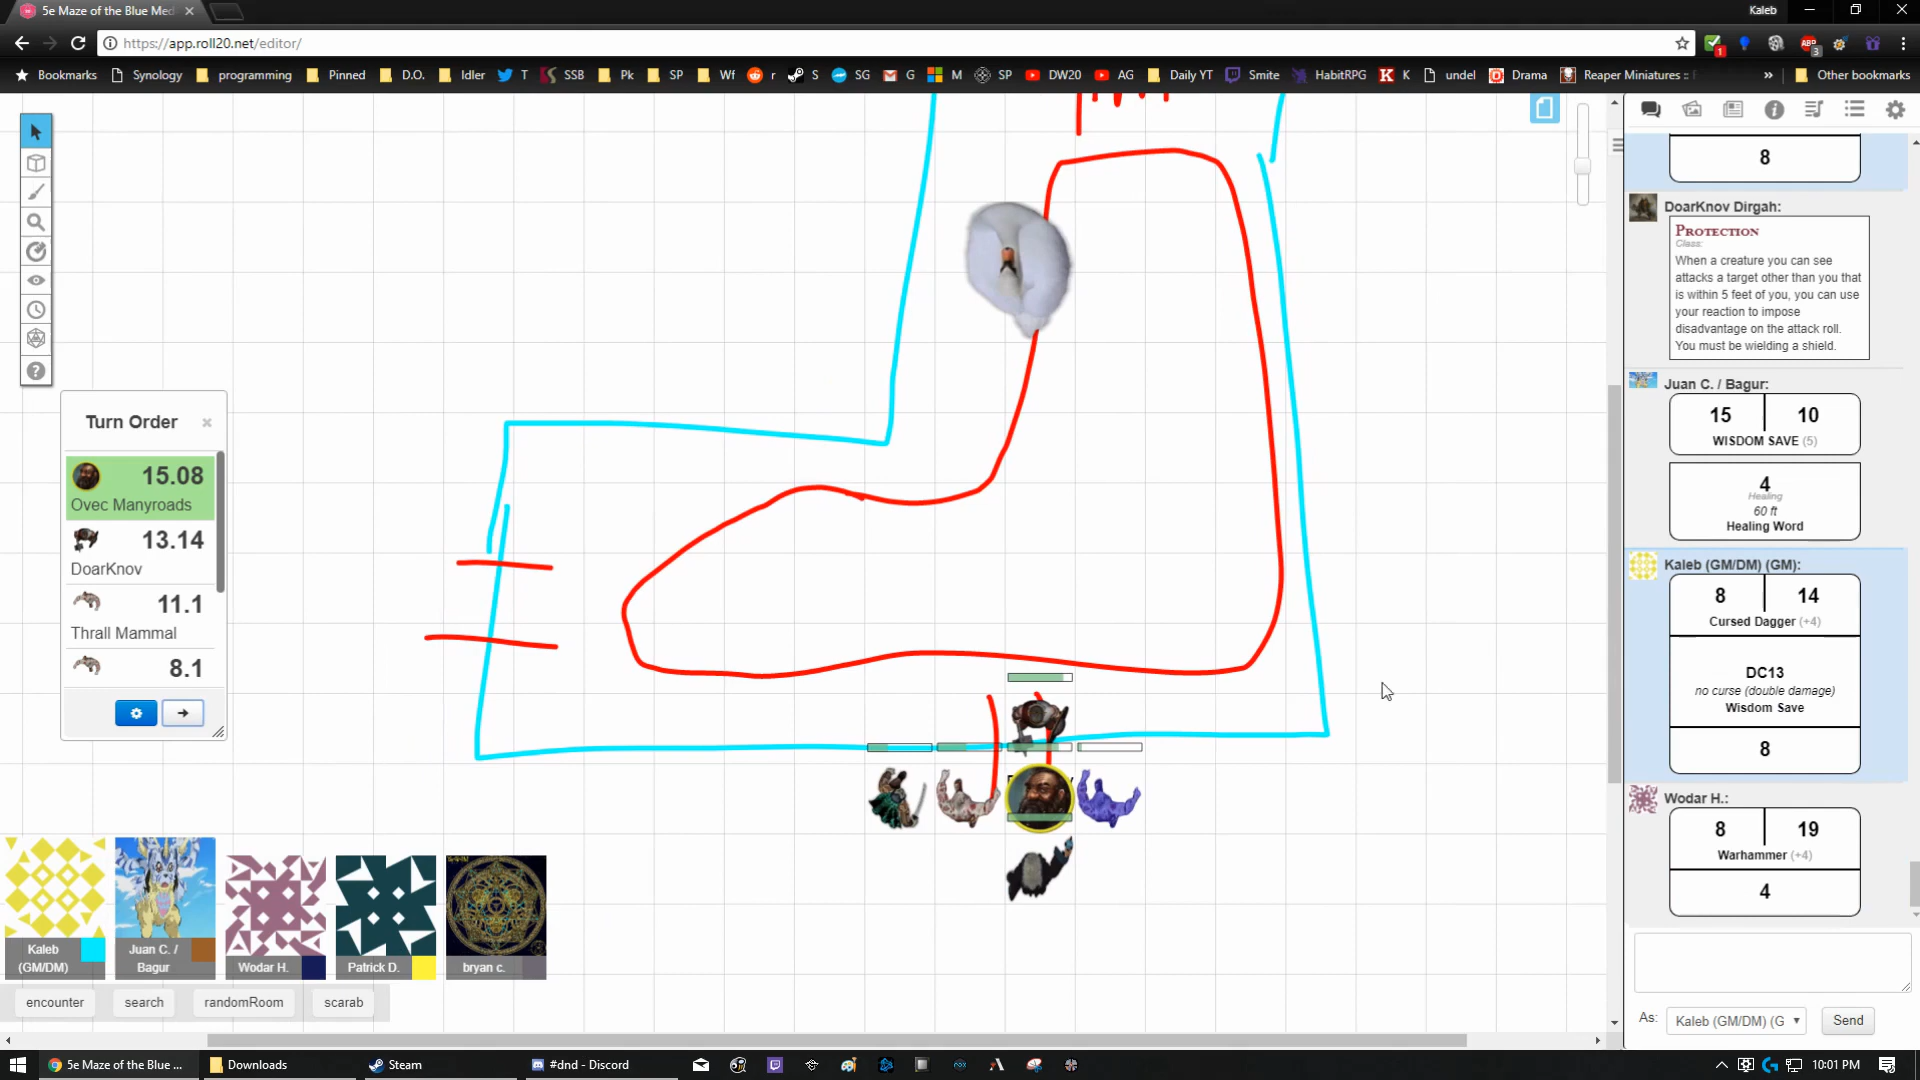 5e Maze of the Blue Med
Kaleb
https://app.roll20.net/editor/
Bookmarks
Synology
programming
Pinned
D.O.
Idler
T
SSB
Pk
SP
Wf
r
S
SG
G
M
SP
DW20
AG
Daily YT
Smite
HabitRPG
K
undel
Drama
Reaper Miniatures ::
»
Other bookmarks
8
DoarKnov Dirgah:
PROTECTION
Class:
When a creature you can see
attacks a target other than you that
is within 5 feet of you, you can use
your reaction to impose
disadvantage on the attack roll.
You must be wielding a shield.
Juan C. / Bagur:
15 10
WISDOM SAVE (5)
4
Healing
60 ft
Healing Word
Kaleb (GM/DM) (GM):
8 14
Cursed Dagger (+4)
DC13
no curse (double damage)
Wisdom Save
8
Wodar H.:
8 19
Warhammer (+4)
4
As:
Kaleb (GM/DM) (G
Send
Turn Order
15.08
Ovec Manyroads
13.14
DoarKnov
11.1
Thrall Mammal
8.1
Kaleb
(GM/DM)
Juan C. /
Bagur
Wodar H.
Patrick D.
bryan c.
encounter
search
randomRoom
scarab
5e Maze of the Blue ...
Downloads
Steam
#dnd - Discord
10:01 PM